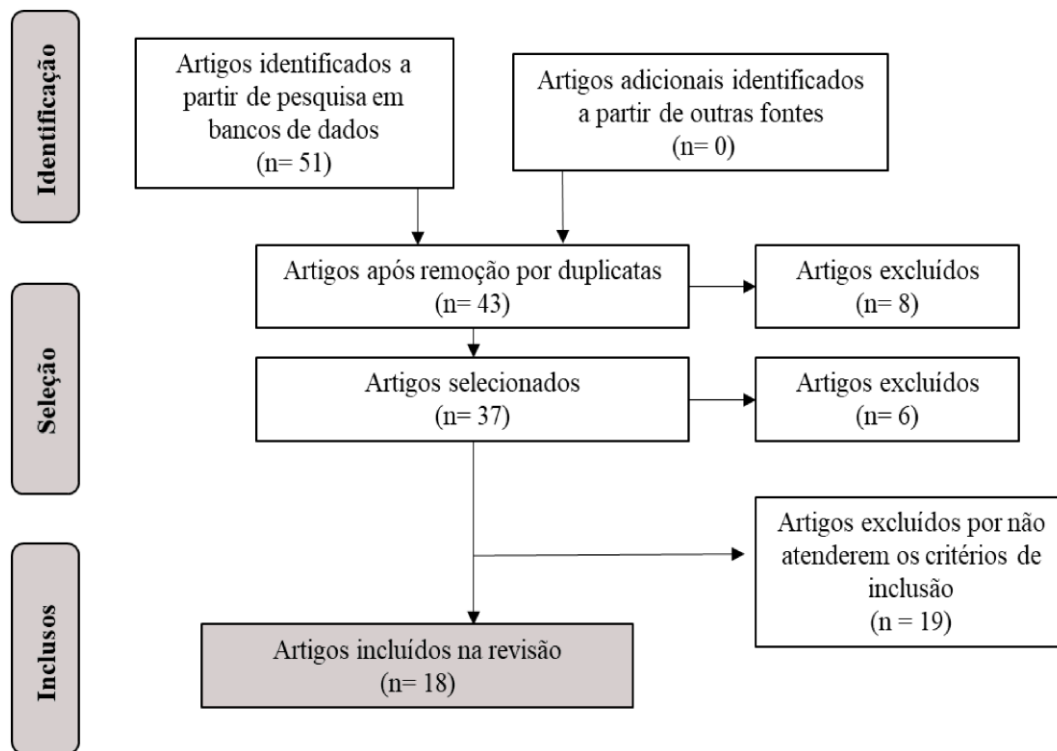 Identificação
Artigos identificados a
partir de pesquisa em
bancos de dados
(n= 51)
Artigos adicionais identificados
a partir de outras fontes
(n= 0)
Seleção
Artigos após remoção por duplicatas
(n= 43)
Artigos excluídos
(n= 8)
Artigos selecionados
(n= 37)
Artigos excluídos
(n= 6)
Artigos excluídos por não
atenderem os critérios de
inclusão
(n = 19)
Inclusos
Artigos incluídos na revisão
(n= 18)